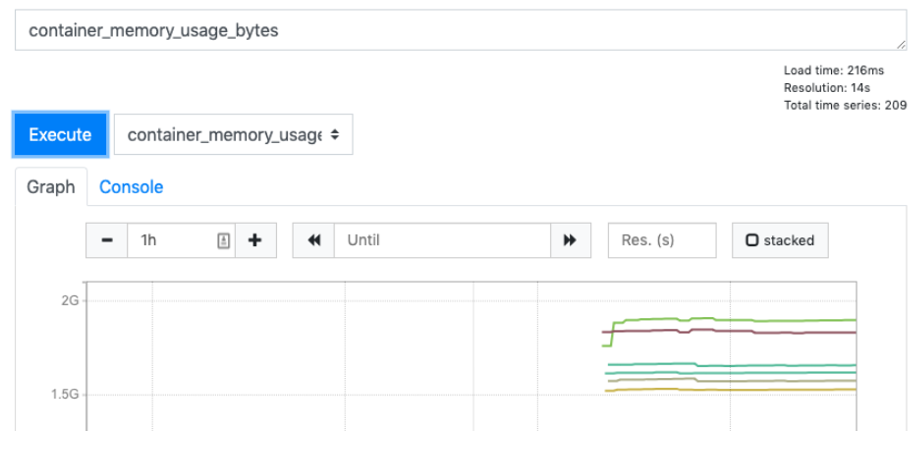 container_memory_usage_bytes
Load time: 216ms
Resolution: 14s
Total time series: 209
Execute container_memory_usage
Graph Console
1h Until Res. (s) stacked
2G
1.5G